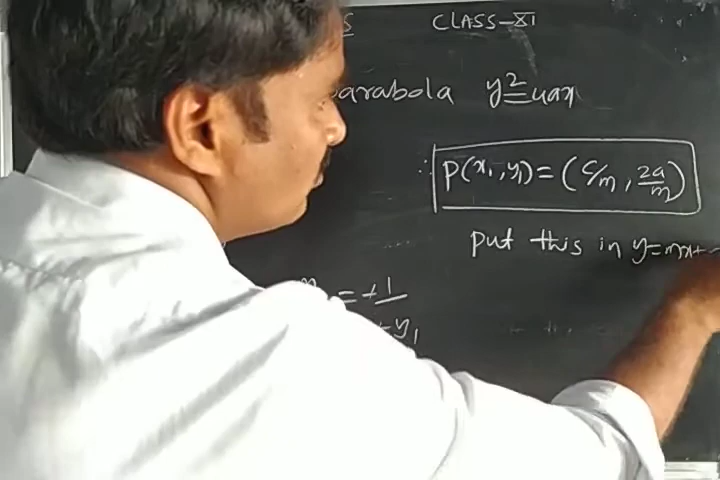 CLASS-XI
arabola y²=4ax
∴ P(x₁,y₁)=(c/m, 2a/m)
put this in y=mx+
=+1
y₁